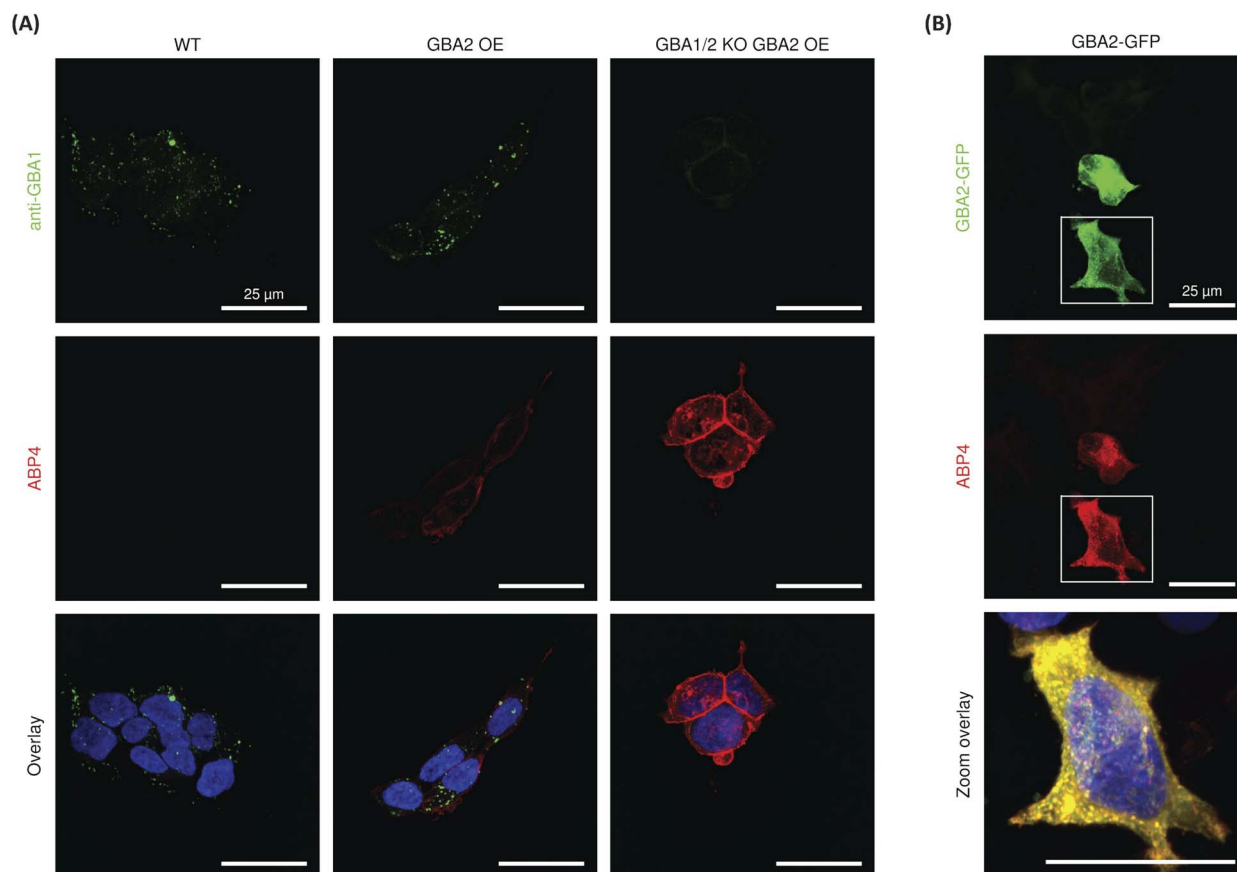 (A)
WT
GBA2 OE
GBA1/2 KO GBA2 OE
anti-GBA1
25 µm
ABP4
Overlay
(B)
GBA2-GFP
GBA2-GFP
25 µm
ABP4
Zoom overlay